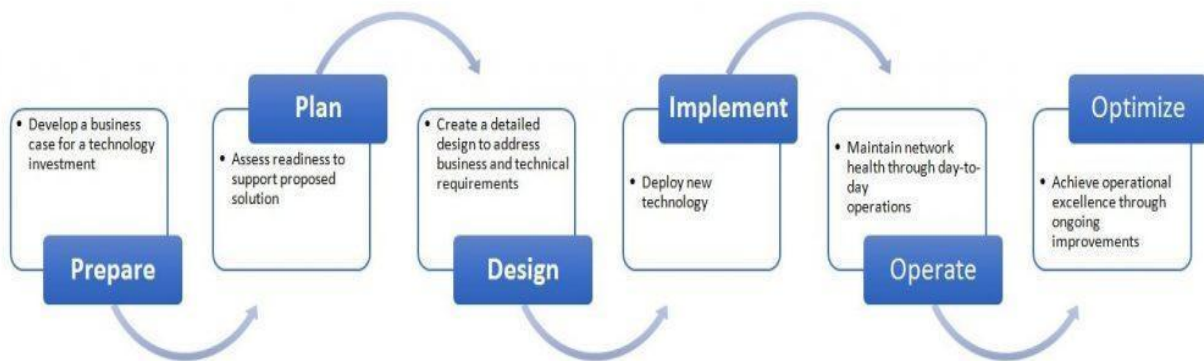 • Develop a business
case for a technology
investment
Prepare
Plan
• Assess readiness to
support proposed
solution
• Create a detailed
design to address
business and technical
requirements
Design
Implement
• Deploy new
technology
• Maintain network
health through day-to-
day
operations
Operate
Optimize
• Achieve operational
excellence through
ongoing
improvements